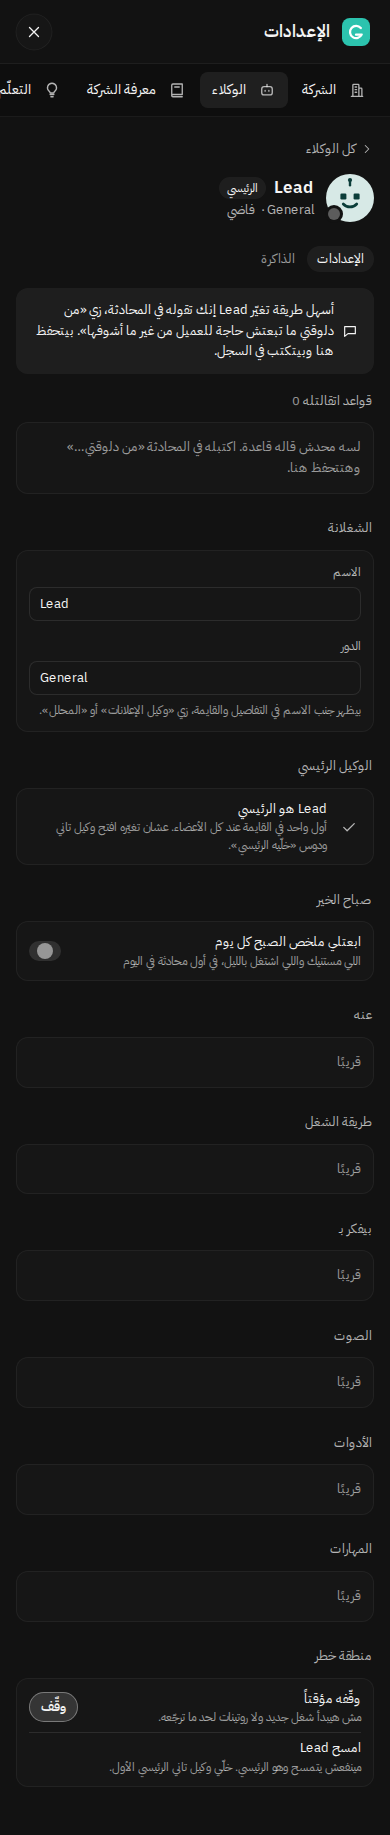 الإعدادات
الشركة
الوكلاء
معرفة الشركة
التعلّم
كل الوكلاء
Lead الرئيسي
General · فاضي
الإعدادات
الذاكرة
أسهل طريقة تغيّر Lead إنك تقوله في المحادثة، زي «من
دلوقتي ما تبعتش حاجة للعميل من غير ما أشوفها». بيتحفظ
هنا وبيتكتب في السجل.
قواعد اتقالتله 0
لسه محدش قاله قاعدة. اكتبله في المحادثة «من دلوقتي…»
وهتتحفظ هنا.
الشغلانة
الاسم
Lead
الدور
General
بيظهر جنب الاسم في التفاصيل والقايمة، زي «وكيل الإعلانات» أو «المحلل».
الوكيل الرئيسي
Lead هو الرئيسي
أول واحد في القايمة عند كل الأعضاء. عشان تغيّره افتح وكيل تاني
ودوس «خلّيه الرئيسي».
صباح الخير
ابعتلي ملخص الصبح كل يوم
اللي مستنيك واللي اشتغل بالليل، في أول محادثة في اليوم
عنه
قريبًا
طريقة الشغل
قريبًا
بيفكر بـ
قريبًا
الصوت
قريبًا
الأدوات
قريبًا
المهارات
قريبًا
منطقة خطر
وقّفه مؤقتاً
وقّف
مش هيبدأ شغل جديد ولا روتينات لحد ما ترجّعه.
امسح Lead
مينفعش يتمسح وهو الرئيسي. خلّي وكيل تاني الرئيسي الأول.